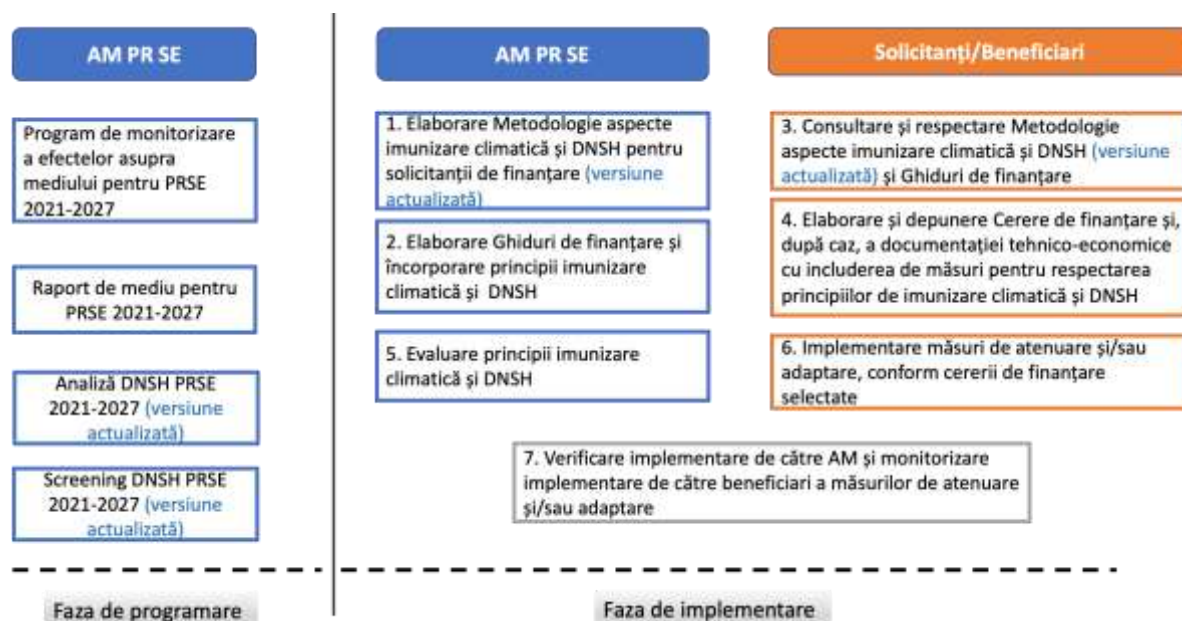 AM PR SE
Program de monitorizare
a efectelor asupra
mediului pentru PRSE
2021-2027
Raport de mediu pentru
PRSE 2021-2027
Analiză DNSH PRSE
2021-2027 (versiune
actualizată)
Screening DNSH PRSE
2021-2027 (versiune
actualizată)
Faza de programare
AM PR SE
1. Elaborare Metodologie aspecte
imunizare climatică și DNSH pentru
solicitanții de finanțare (versiune
actualizată)
2. Elaborare Ghiduri de finanțare și
încorporare principii imunizare
climatică și DNSH
5. Evaluare principii imunizare
climatică și DNSH
Solicitanți/Beneficiari
3. Consultare și respectare Metodologie
aspecte imunizare climatică și DNSH (versiune
actualizată) și Ghiduri de finanțare
4. Elaborare și depunere Cerere de finanțare și,
după caz, a documentației tehnico-economice
cu includerea de măsuri pentru respectarea
principiilor de imunizare climatică și DNSH
6. Implementare măsuri de atenuare și/sau
adaptare, conform cererii de finanțare
selectate
7. Verificare implementare de către AM și monitorizare
implementare de către beneficiari a măsurilor de atenuare
și/sau adaptare
Faza de implementare